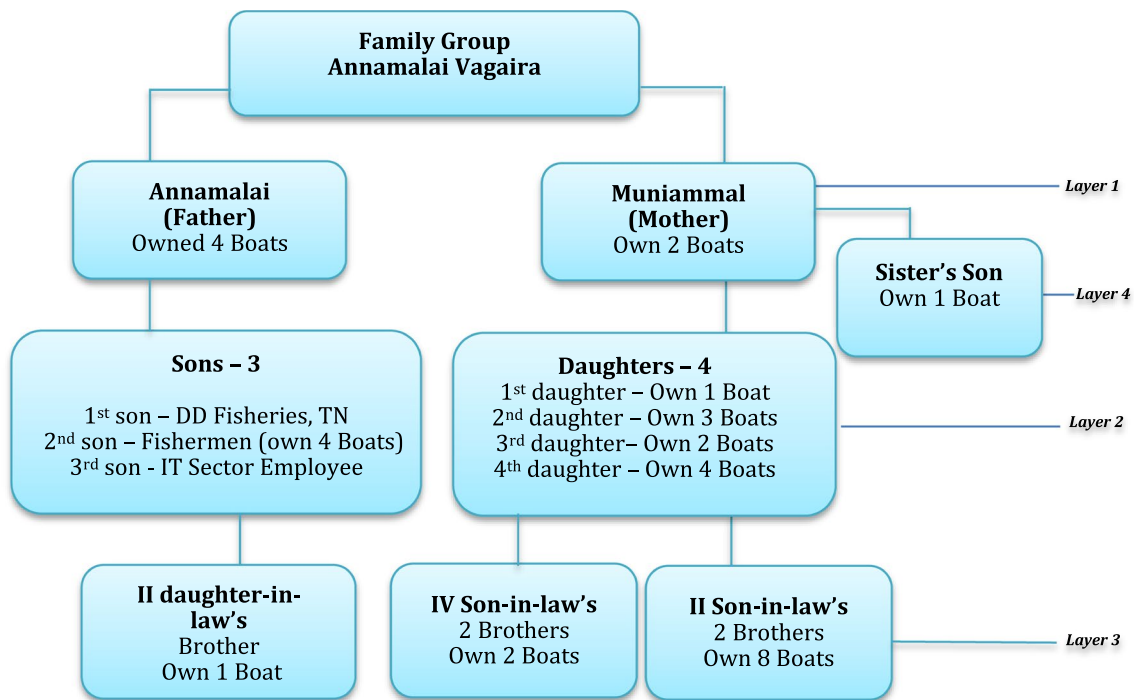 Family Group
Annamalai Vagaira
Annamalai
(Father)
Owned 4 Boats
Muniammal
(Mother)
Own 2 Boats
Layer 1
Sister’s Son
Own 1 Boat
Layer 4
Sons – 3
1st son – DD Fisheries, TN
2nd son – Fishermen (own 4 Boats)
3rd son - IT Sector Employee
Daughters – 4
1st daughter – Own 1 Boat
2nd daughter – Own 3 Boats
3rd daughter– Own 2 Boats
4th daughter – Own 4 Boats
Layer 2
II daughter-in-
law’s
Brother
Own 1 Boat
IV Son-in-law’s
2 Brothers
Own 2 Boats
II Son-in-law’s
2 Brothers
Own 8 Boats
Layer 3